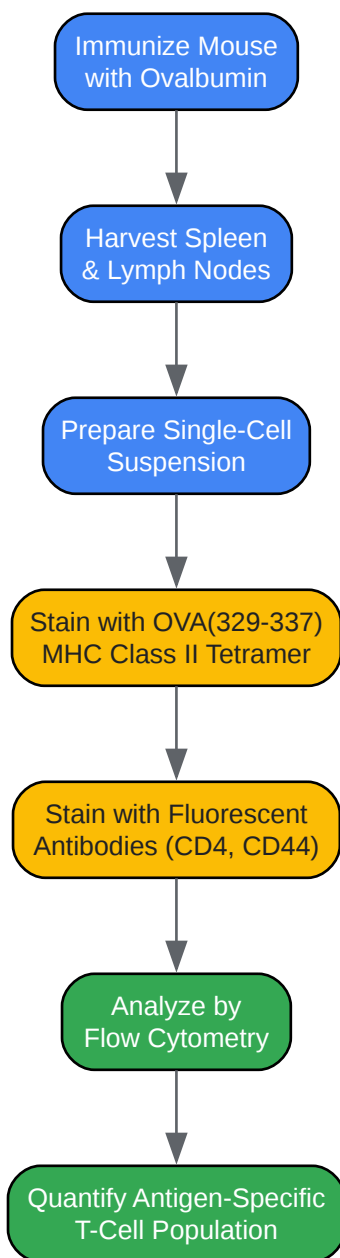 Immunize Mouse
with Ovalbumin
Harvest Spleen
& Lymph Nodes
Prepare Single-Cell
Suspension
Stain with OVA(329-337)
MHC Class II Tetramer
Stain with Fluorescent
Antibodies (CD4, CD44)
Analyze by
Flow Cytometry
Quantify Antigen-Specific
T-Cell Population